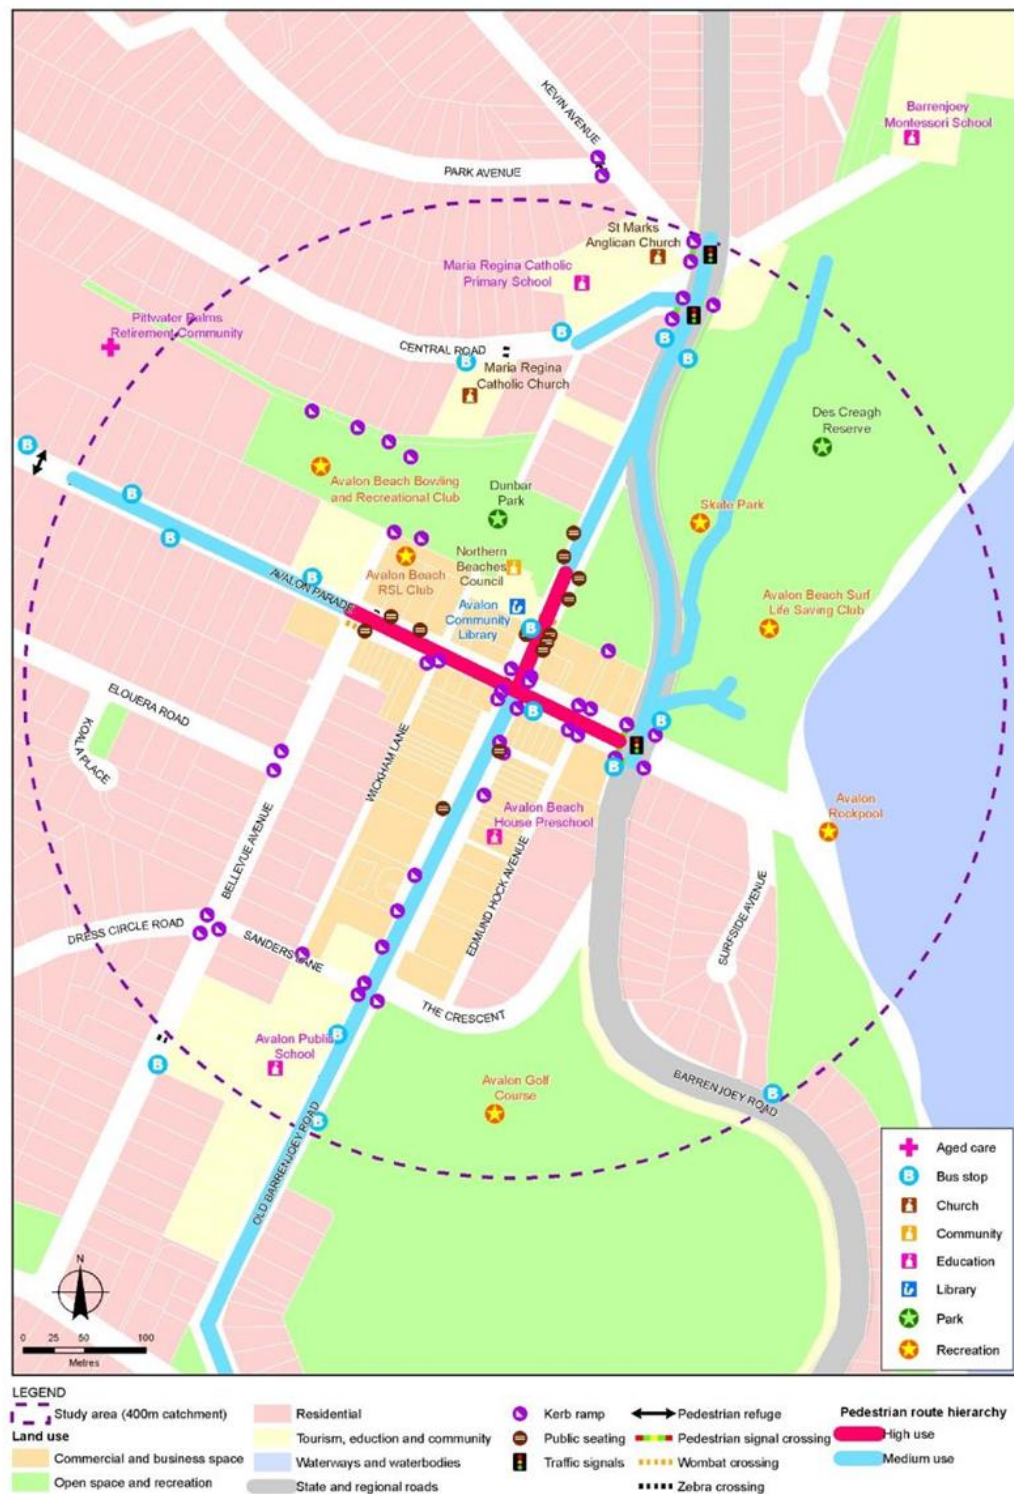 KEVIN AVENUE
Barrenjoey
Montessori School
PARK AVENUE
St Marks
Anglican Church
Maria Regina Catholic
Primary School
Pittwater Palms
Retirement Community
CENTRAL ROAD
B
B
B
B
Maria Regina
Catholic Church
Des Creagh
Reserve
B
Avalon Beach Bowling
and Recreational Club
Dunbar
Park
B
Skate Park
B
Northern
Beaches
Council
B
AVALON PARADE
Avalon Beach
RSL Club
Avalon
Community
Library
Avalon Beach Surf
Life Saving Club
B
ELOUERA ROAD
B
B
KOALA PLACE
WICKHAM LANE
B
Avalon Beach
House Preschool
Avalon
Rockpool
BELLEVUE AVENUE
EDMUND HOCK AVENUE
SURFSIDE AVENUE
DRESS CIRCLE ROAD
SANDERS LANE
THE CRESCENT
B
Avalon Public
School
B
Avalon Golf
Course
BARRENJOEY ROAD
B
B
OLD BARRENJOEY ROAD
Aged care
B Bus stop
Church
Community
Education
Library
Park
Recreation
N
0 25 50 100
Metres
LEGEND
Study area (400m catchment)
Land use
Commercial and business space
Open space and recreation
Residential
Tourism, eduction and community
Waterways and waterbodies
State and regional roads
Kerb ramp
Public seating
Traffic signals
Pedestrian refuge
Pedestrian signal crossing
Wombat crossing
Zebra crossing
Pedestrian route hierarchy
High use
Medium use